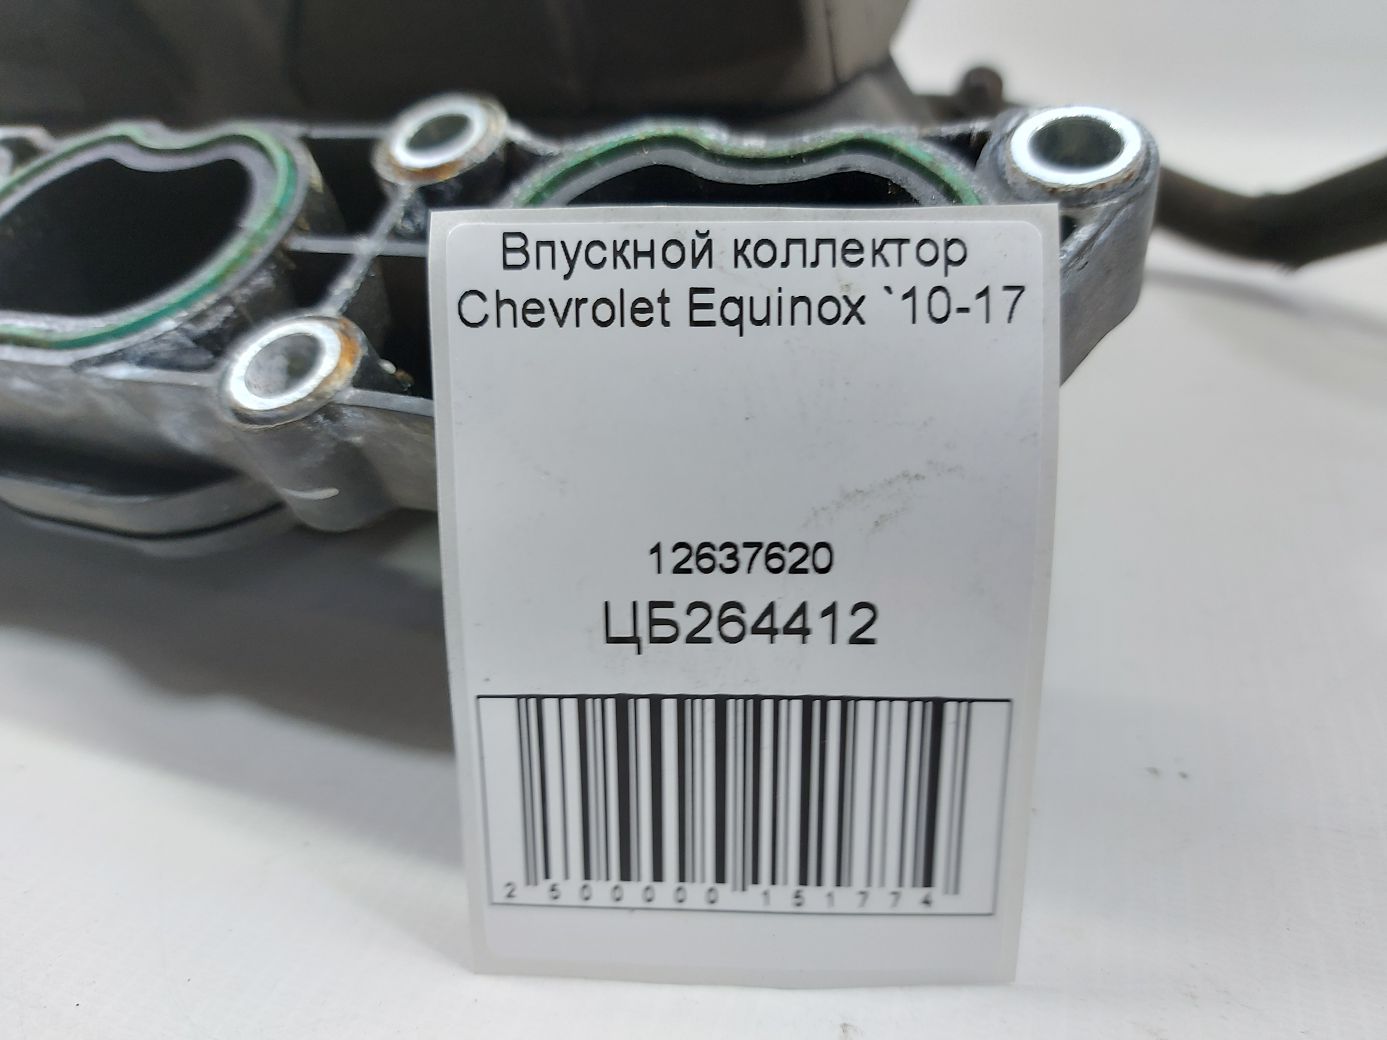 Впускной коллектор
Chevrolet Equinox `10-17
12637620
ЦБ264412
2 500000 151774